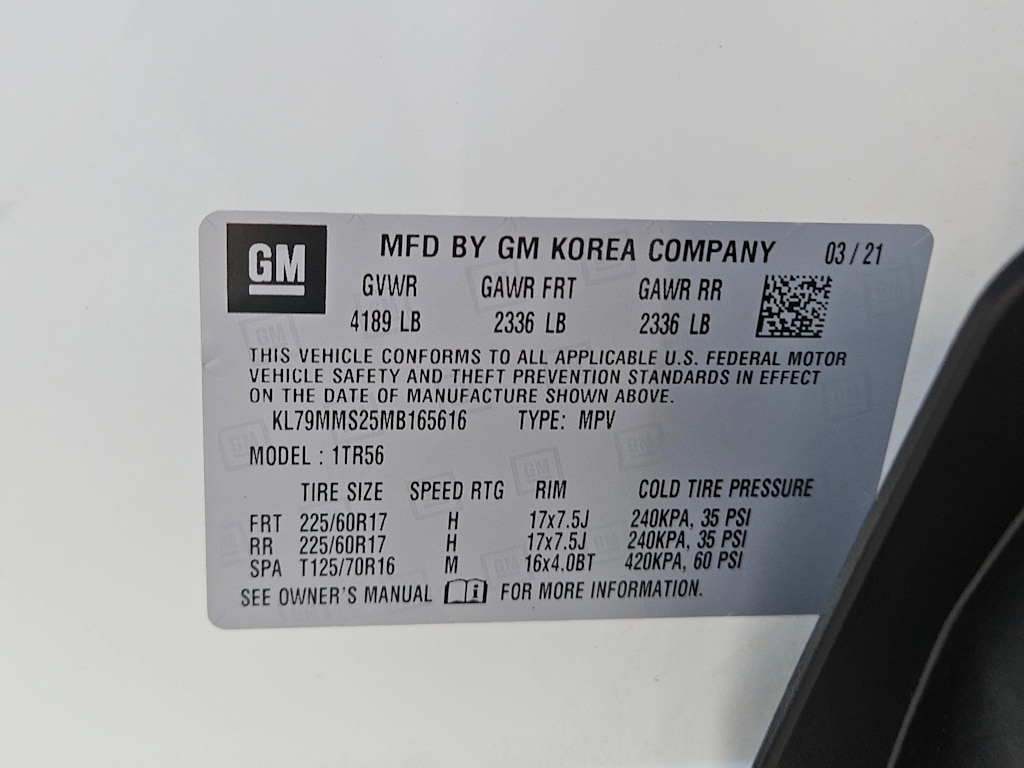 GM MFD BY GM KOREA COMPANY 03 / 21
GVWR GAWR FRT GAWR RR
4189 LB 2336 LB 2336 LB
THIS VEHICLE CONFORMS TO ALL APPLICABLE U.S. FEDERAL MOTOR
VEHICLE SAFETY AND THEFT PREVENTION STANDARDS IN EFFECT
ON THE DATE OF MANUFACTURE SHOWN ABOVE.
KL79MMS25MB165616 TYPE: MPV
MODEL : 1TR56
TIRE SIZE SPEED RTG RIM COLD TIRE PRESSURE
FRT 225/60R17 H 17x7.5J 240KPA, 35 PSI
RR 225/60R17 H 17x7.5J 240KPA, 35 PSI
SPA T125/70R16 M 16x4.0BT 420KPA, 60 PSI
SEE OWNER'S MANUAL i FOR MORE INFORMATION.